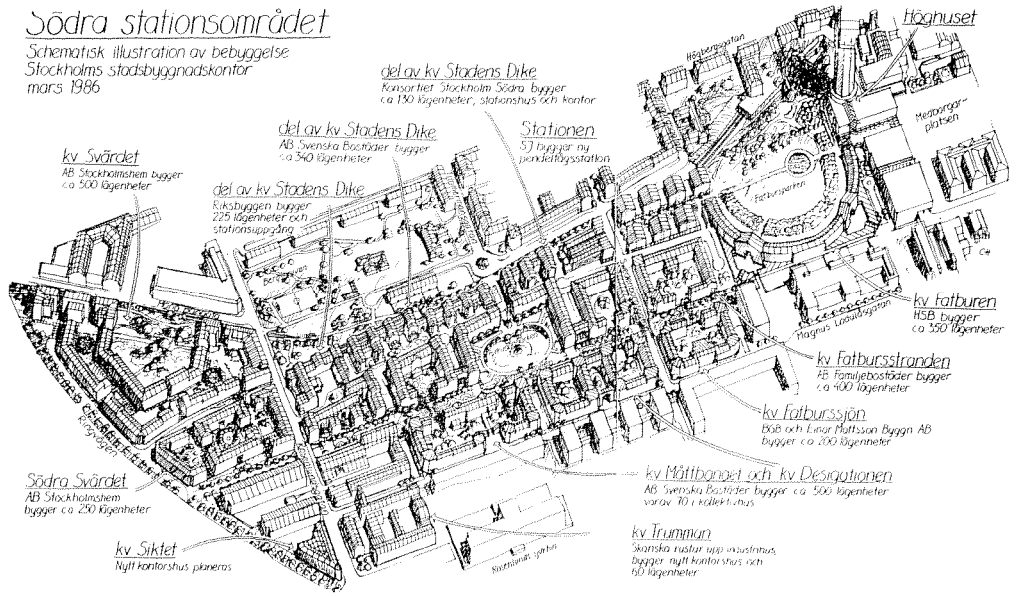 Södra stationsområdet
Schematisk illustration av bebyggelse
Stockholms stadsbyggnadskontor
mars 1986
Höghuset
Högbergsgatan
Medborgar-
platsen
del av kv Stadens Dike
Konsortiet Stockholm Södra bygger
ca 130 lägenheter, stationshus och kontor
del av kv Stadens Dike
AB Svenska Bostäder bygger
ca 340 lägenheter
Stationen
SJ bygger ny
pendeltågsstation
kv Svärdet
AB Stockholmshem bygger
ca 500 lägenheter
del av kv Stadens Dike
Riksbyggen bygger
225 lägenheter och
stationsuppgång
Fatbursparken
kv Fatburen
HSB bygger
ca 350 lägenheter
Magnus Ladulåsgatan
kv Fatbursstranden
AB Familjebostäder bygger
ca 400 lägenheter
kv Fatburssjön
BGB och Einar Mattsson Byggn AB
bygger ca 200 lägenheter
Ringvägen
Södra Svärdet
AB Stockholmshem
bygger ca 250 lägenheter
kv Måttbandet och kv Desigationen
AB Svenska Bostäder bygger ca 500 lägenheter
varav 70 i kollektivhus
kv Siktet
Nytt kontorshus planeras
Rosenlunds gatan
kv Trumman
Skanska rustar upp industrihus,
bygger nytt kontorshus och
60 lägenheter